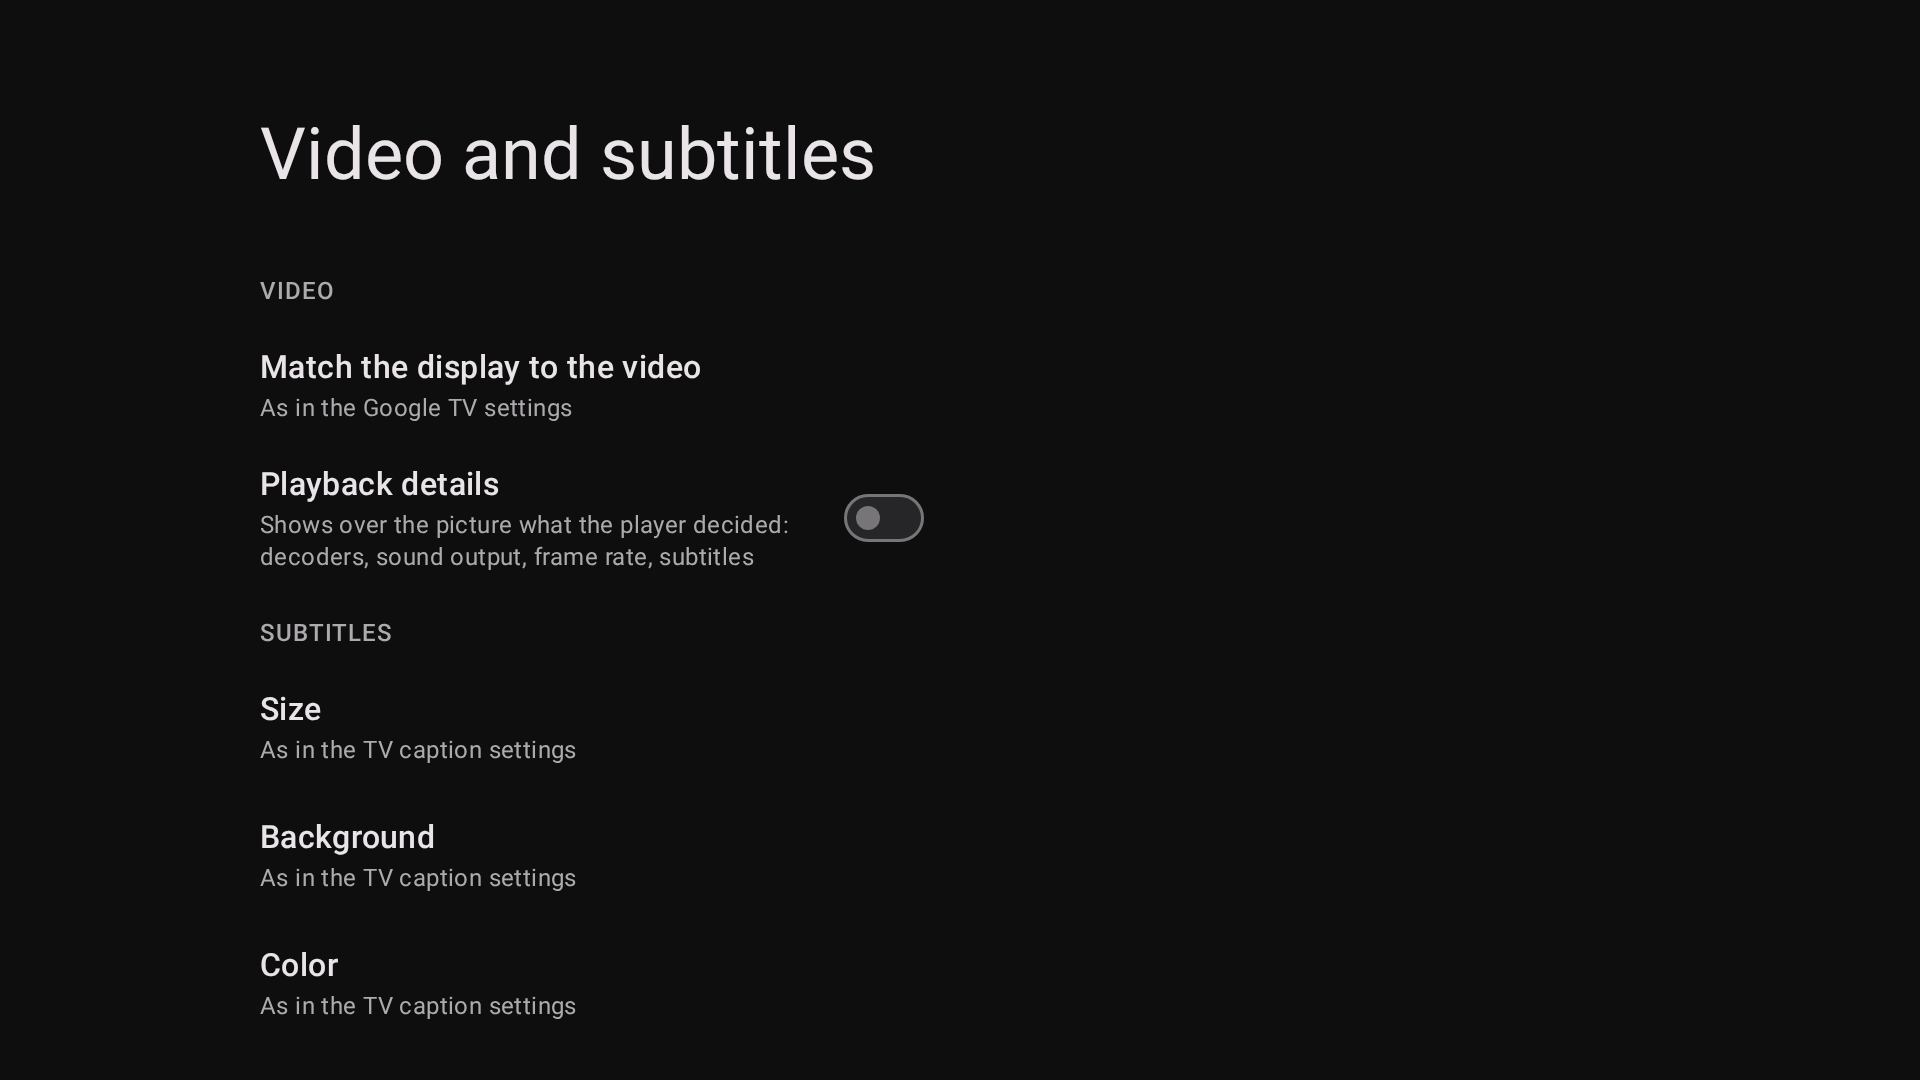 Video and subtitles
VIDEO
Match the display to the video
As in the Google TV settings
Playback details
Shows over the picture what the player decided:
decoders, sound output, frame rate, subtitles
SUBTITLES
Size
As in the TV caption settings
Background
As in the TV caption settings
Color
As in the TV caption settings